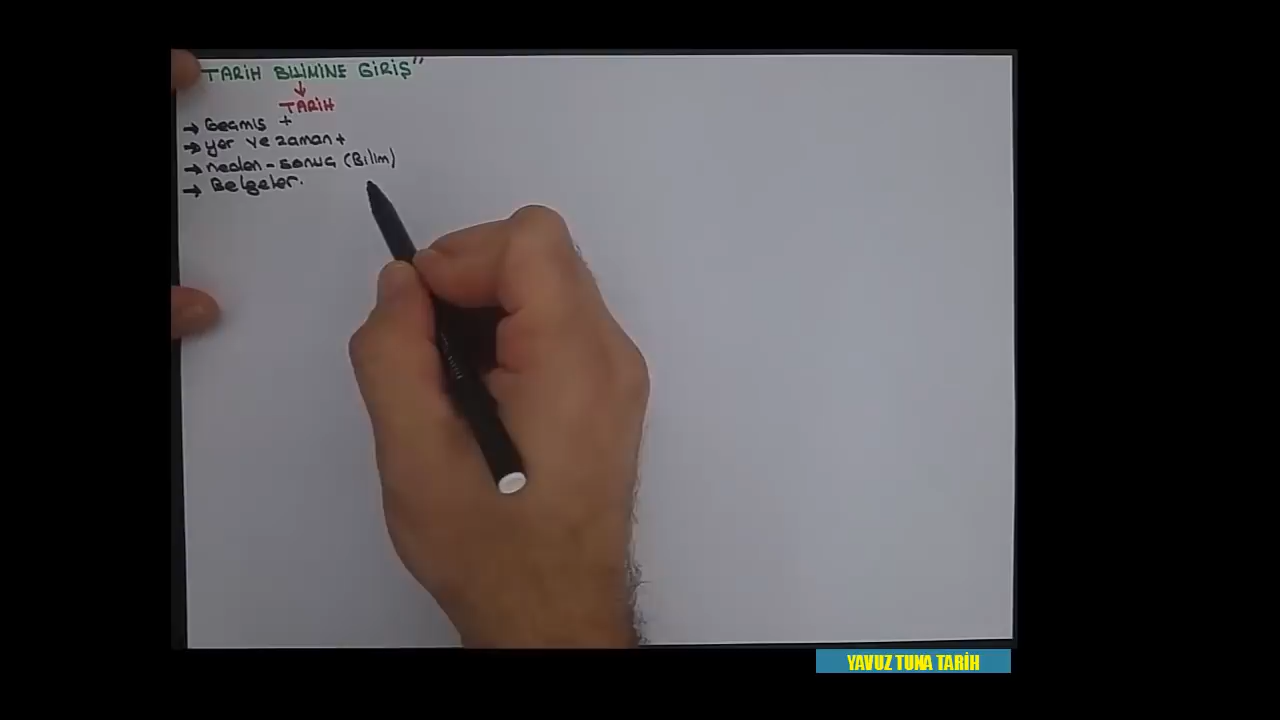 TARİH BİLİMİNE GİRİŞ"
TARİH
→ Geçmiş +
→ yer ve zaman +
→ neden - sonuç (Bilim)
→ Belgeler.
YAVUZ TUNA TARİH